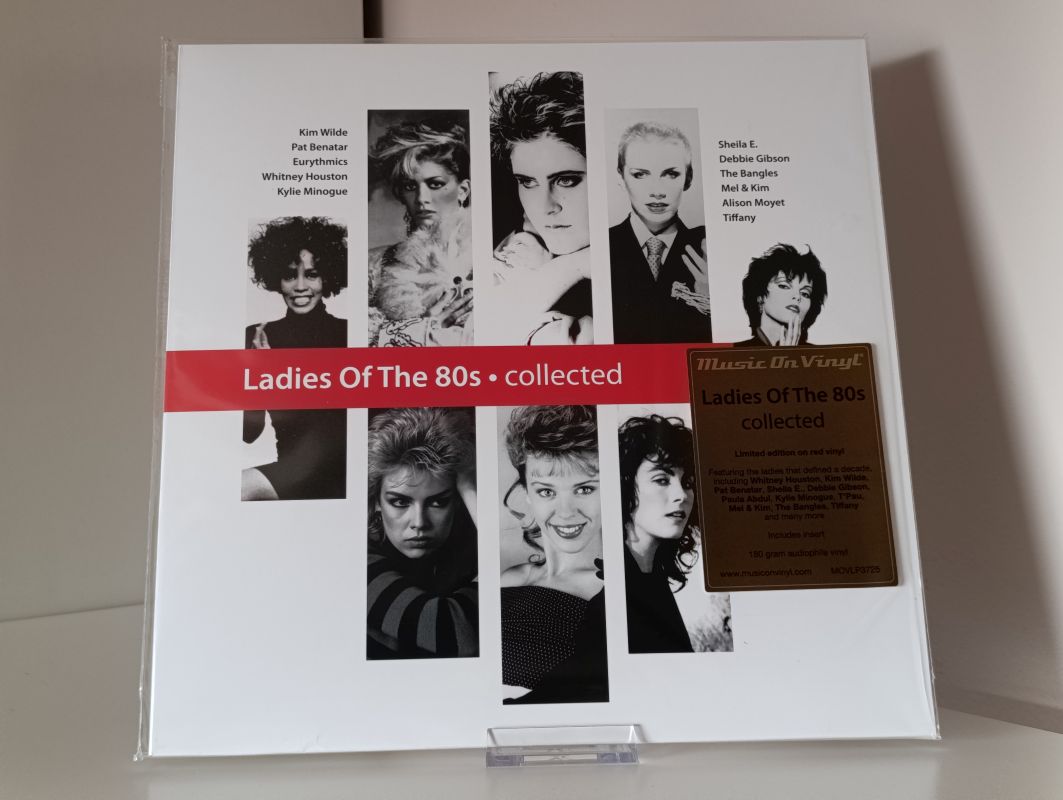 Kim Wilde
Pat Benatar
Eurythmics
Whitney Houston
Kylie Minogue
Sheila E.
Debbie Gibson
The Bangles
Mel & Kim
Alison Moyet
Tiffany
Ladies Of The 80s • collected
Music On Vinyl
Ladies Of The 80s
collected
Limited edition on red vinyl
Featuring the ladies that defined a decade,
including Whitney Houston, Kim Wilde,
Pat Benatar, Sheila E., Debbie Gibson,
Paula Abdul, Kylie Minogue, T'Pau,
Mel & Kim, The Bangles, Tiffany
and many more
Includes insert
180 gram audiophile vinyl
www.musiconvinyl.com MOVLP3725